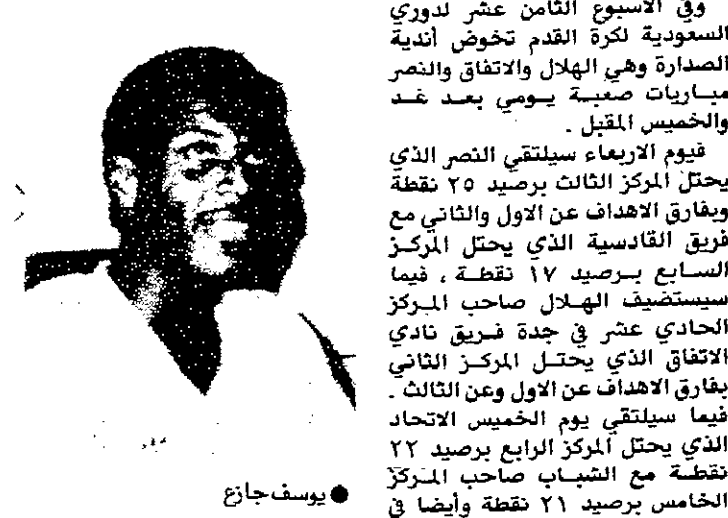 وفي الأسبوع الثامن عشر لدوري
السعودية لكرة القدم تخوض أندية
الصدارة وهي الهلال والاتفاق والنصر
مباريات صعبة يومي بعد غد
والخميس المقبل .
فيوم الاربعاء سيلتقي النصر الذي
يحتل المركز الثالث برصيد ٢٥ نقطة
وبفارق الاهداف عن الاول والثاني مع
فريق القادسية الذي يحتل المركز
السابع برصيد ١٧ نقطة ، فيما
سيستضيف الهلال صاحب المركز
الحادي عشر في جدة فريق نادي
الاتفاق الذي يحتل المركز الثاني
بفارق الاهداف عن الاول وعن الثالث .
فيما سيلتقي يوم الخميس الاتحاد
الذي يحتل المركز الرابع برصيد ٢٢
نقطة مع الشباب صاحب المركز
الخامس برصيد ٢١ نقطة وأيضا في
● يوسف جازع